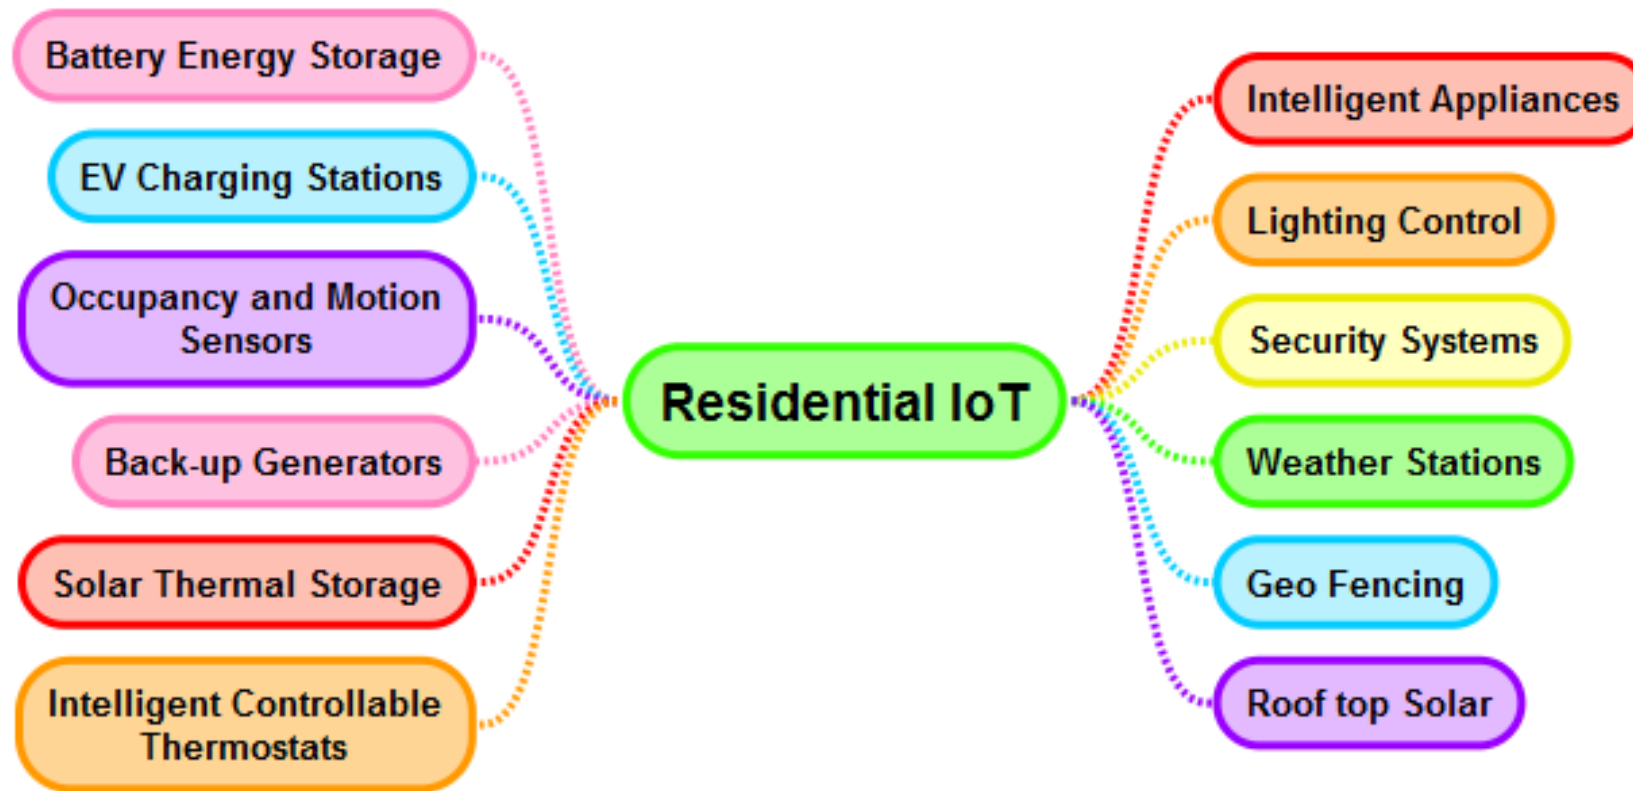 Battery Energy Storage
EV Charging Stations
Occupancy and Motion
Sensors
Back-up Generators
Solar Thermal Storage
Intelligent Controllable
Thermostats
Residential IoT
Intelligent Appliances
Lighting Control
Security Systems
Weather Stations
Geo Fencing
Roof top Solar